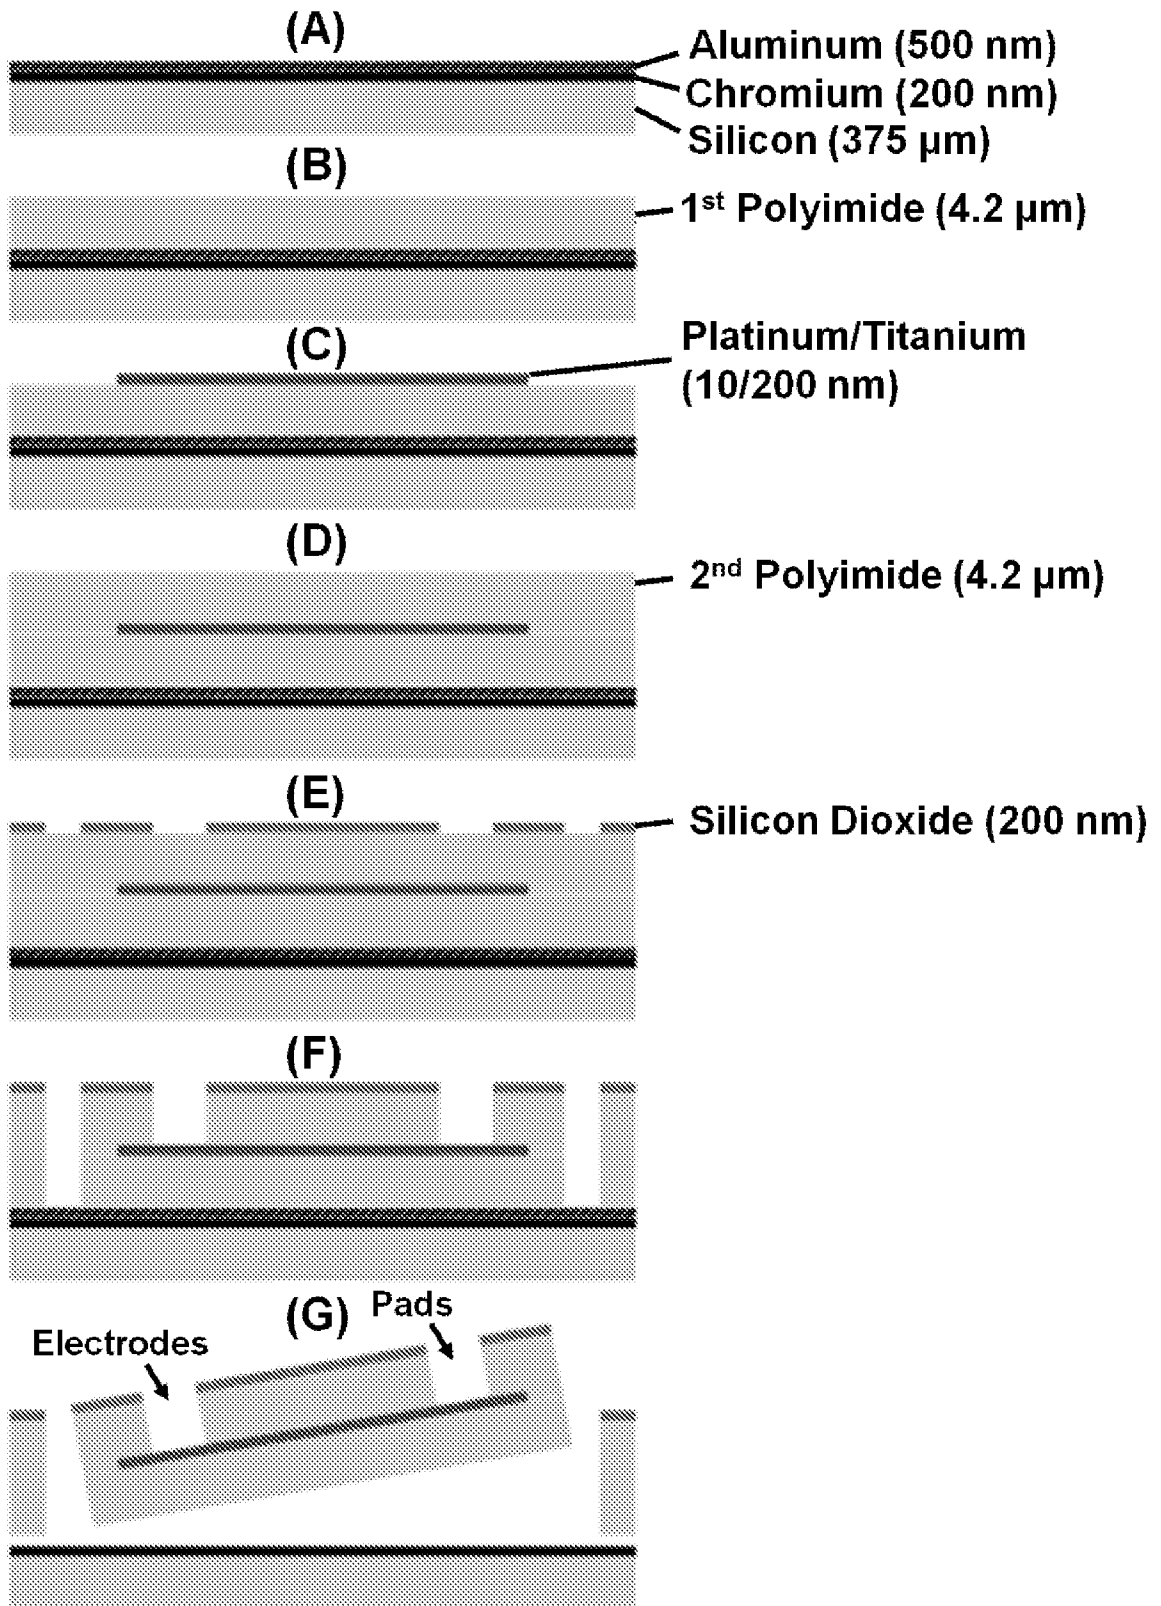 (A)
Aluminum (500 nm)
Chromium (200 nm)
Silicon (375 µm)
(B)
1st Polyimide (4.2 µm)
(C)
Platinum/Titanium
(10/200 nm)
(D)
2nd Polyimide (4.2 µm)
(E)
Silicon Dioxide (200 nm)
(F)
(G)
Pads
Electrodes